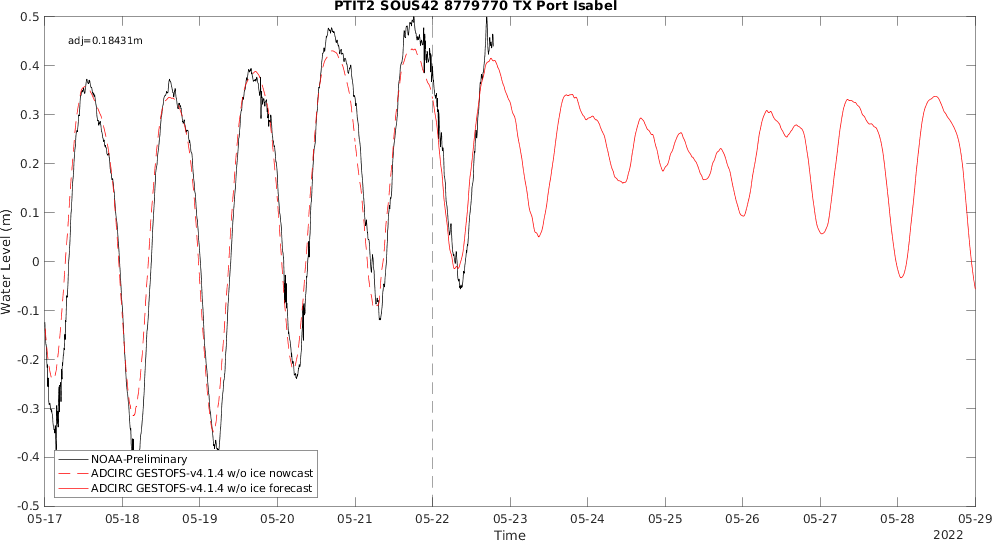 PTIT2 SOUS42 8779770 TX Port Isabel
adj=0.18431m
0.5
0.4
0.3
0.2
0.1
0
-0.1
-0.2
-0.3
-0.4
-0.5
Water Level (m)
NOAA-Preliminary
ADCIRC GESTOFS-v4.1.4 w/o ice nowcast
ADCIRC GESTOFS-v4.1.4 w/o ice forecast
05-17 05-18 05-19 05-20 05-21 05-22 05-23 05-24 05-25 05-26 05-27 05-28 05-29
Time
2022